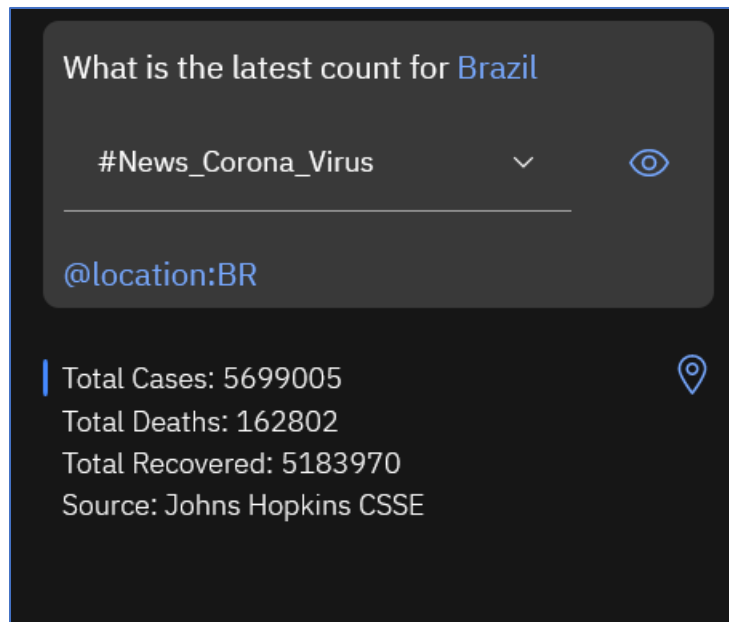 What is the latest count for Brazil
#News_Corona_Virus
@location:BR
Total Cases: 5699005
Total Deaths: 162802
Total Recovered: 5183970
Source: Johns Hopkins CSSE